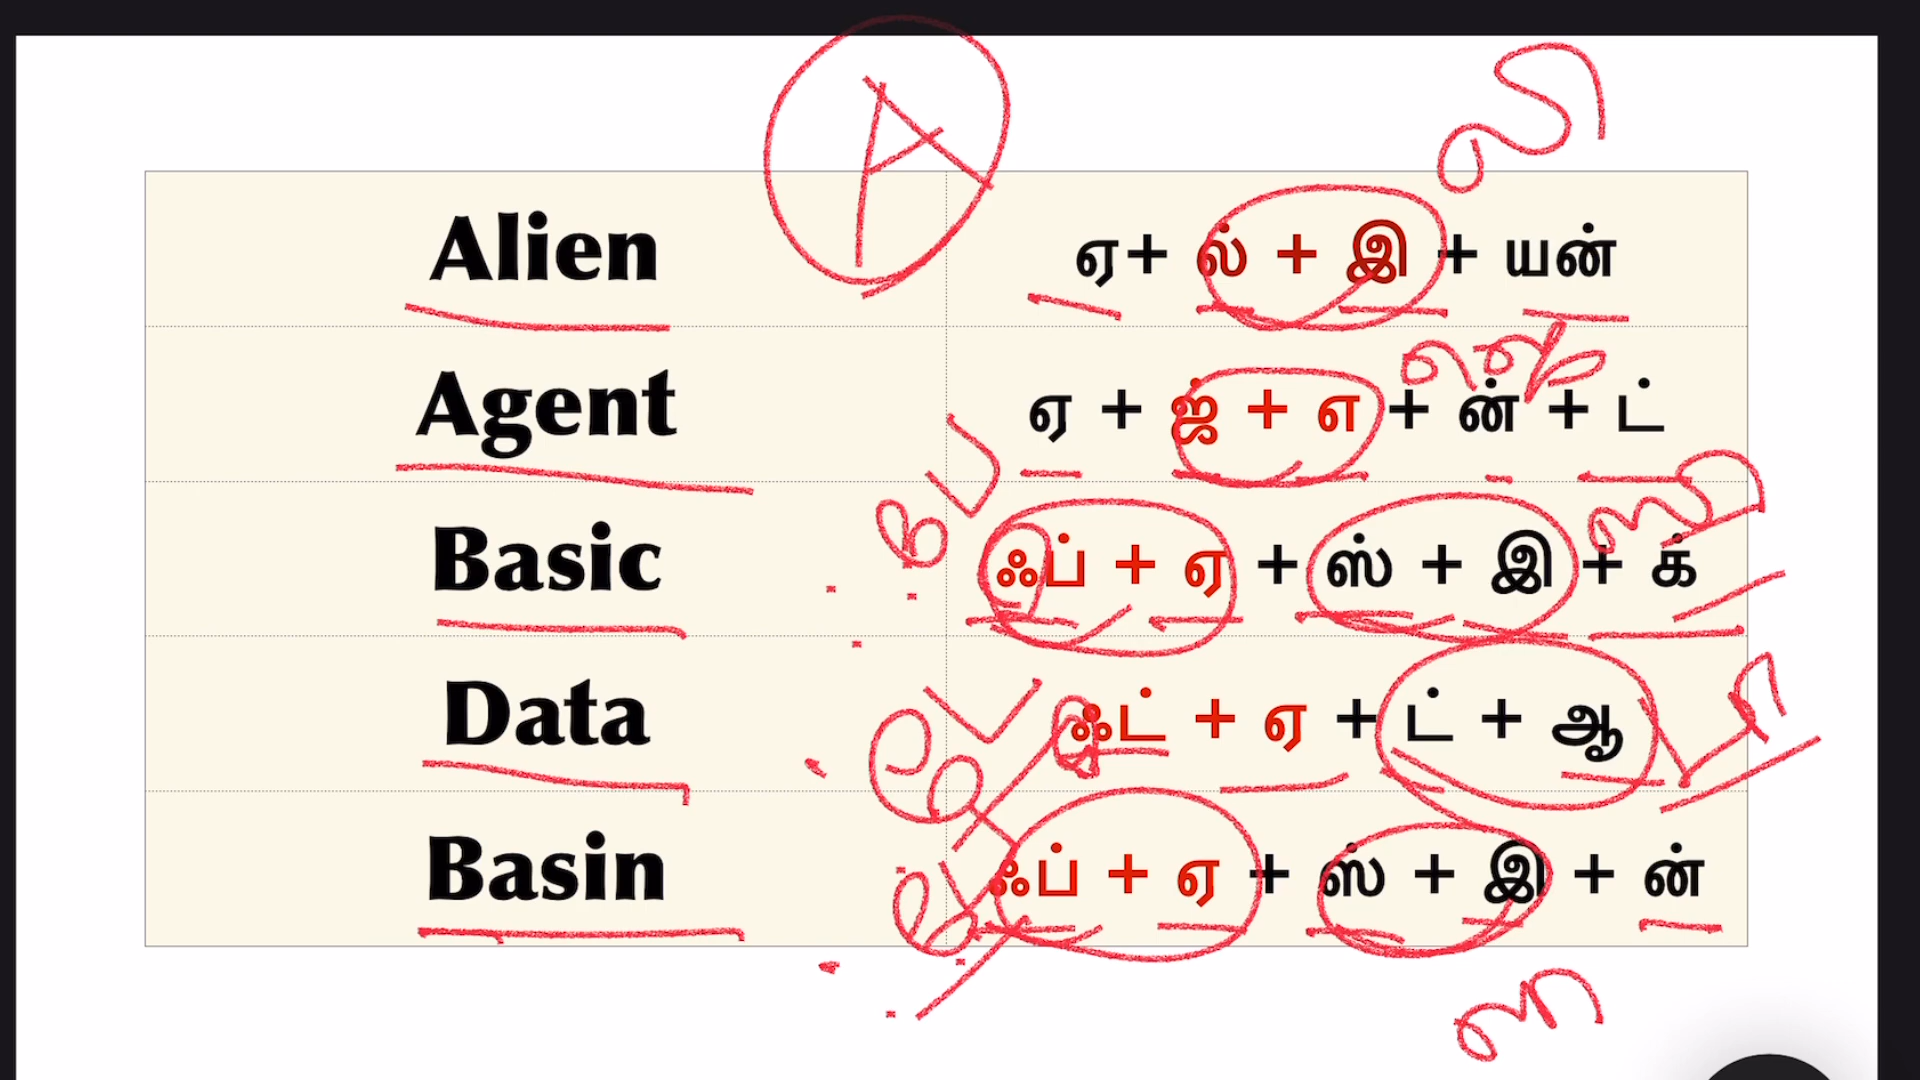 A
லி
Alien ஏ+ ல் + இ + யன்
Agent ஏ + ஜ் + எ + ன் + ட்
Basic ஃப் + ஏ + ஸ் + இ + க்
Data ஃட் + ஏ + ட் + ஆ
Basin ஃப் + ஏ + ஸ் + இ + ன்